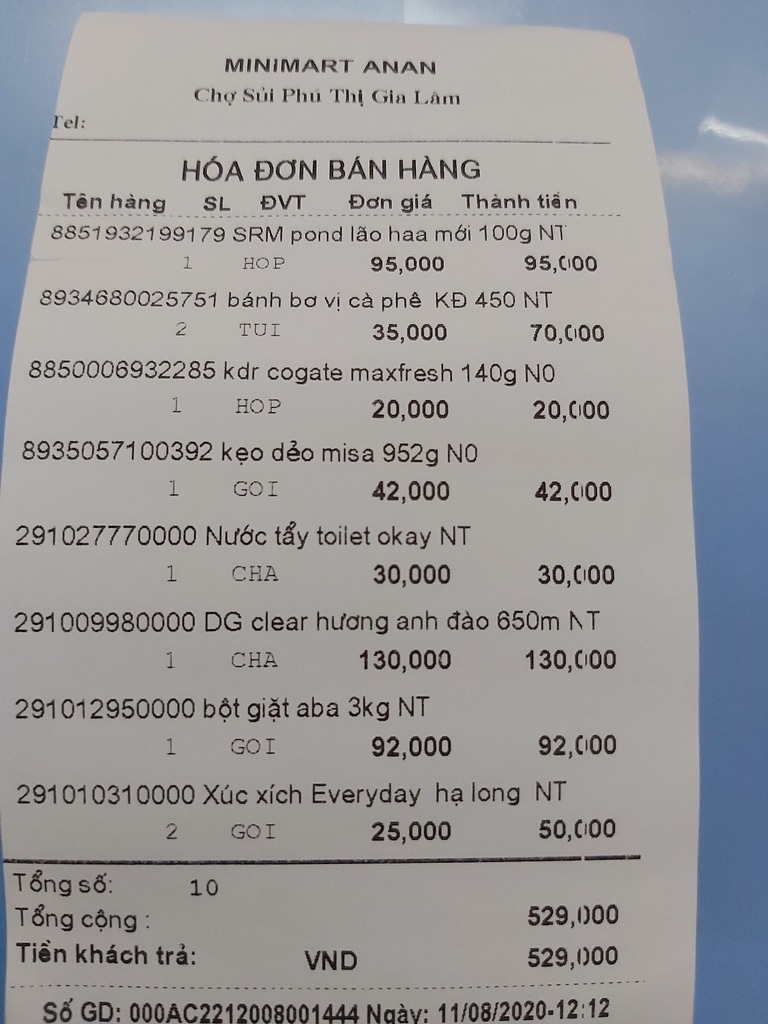 MINIMART ANAN
Chợ Sủi Phú Thị Gia Lâm
Tel:
HÓA ĐƠN BÁN HÀNG
Tên hàng SL ĐVT Đơn giá Thành tiền
8851932199179 SRM pond lão haa mới 100g NT
1 HOP 95,000 95,000
8934680025751 bánh bơ vị cà phê KĐ 450 NT
2 TUI 35,000 70,000
8850006932285 kdr cogate maxfresh 140g N0
1 HOP 20,000 20,000
8935057100392 kẹo dẻo misa 952g N0
1 GOI 42,000 42,000
291027770000 Nước tẩy toilet okay NT
1 CHA 30,000 30,000
291009980000 DG clear hương anh đào 650m NT
1 CHA 130,000 130,000
291012950000 bột giặt aba 3kg NT
1 GOI 92,000 92,000
291010310000 Xúc xích Everyday hạ long NT
2 GOI 25,000 50,000
Tổng số: 10
Tổng cộng : 529,000
Tiền khách trả: VND 529,000
Số GD: 000AC2212008001444 Ngày: 11/08/2020-12:12